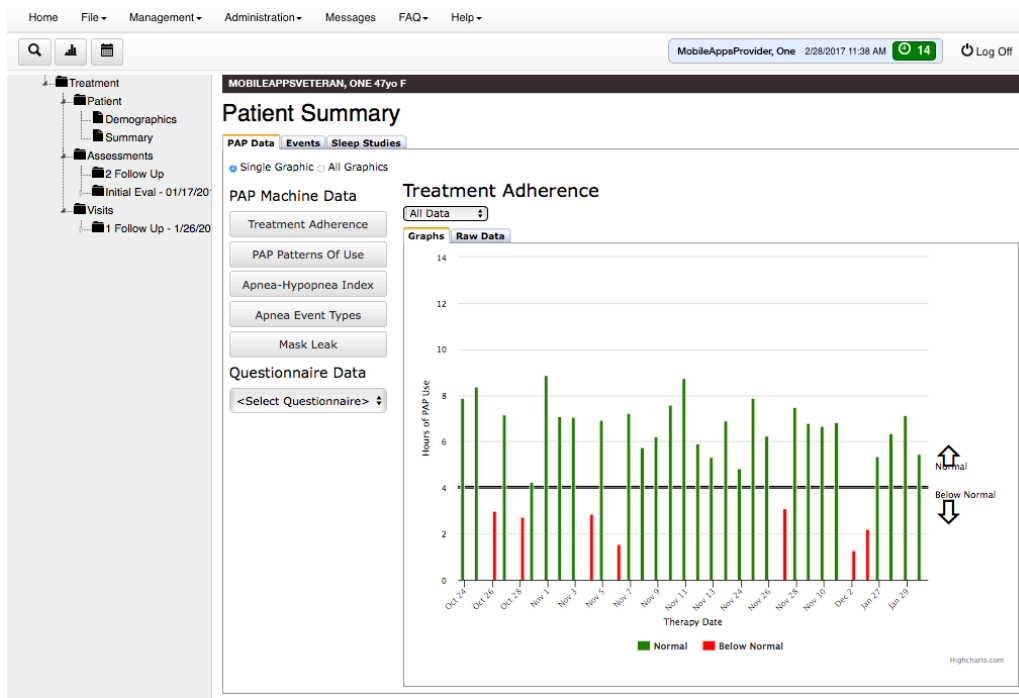 Home File Management Administration Messages FAQ Help
MobileAppsProvider, One 2/28/2017 11:38 AM 14 Log Off
Treatment
Patient
Demographics
Summary
Assessments
2 Follow Up
Initial Eval - 01/17/20
Visits
1 Follow Up - 1/26/20
MOBILEAPPSVETERAN, ONE 47yo F
Patient Summary
PAP Data Events Sleep Studies
Single Graphic All Graphics
PAP Machine Data
Treatment Adherence
PAP Patterns Of Use
Apnea-Hypopnea Index
Apnea Event Types
Mask Leak
Questionnaire Data
<Select Questionnaire>
Treatment Adherence
All Data
Graphs Raw Data
Hours of PAP Use
14
12
10
8
6
4
2
0
Normal
Below Normal
Oct 24 Oct 26 Oct 28 Nov 1 Nov 3 Nov 5 Nov 7 Nov 9 Nov 11 Nov 13 Nov 24 Nov 26 Nov 28 Nov 30 Dec 2 Jan 27 Jan 29
Therapy Date
Normal Below Normal
Highcharts.com